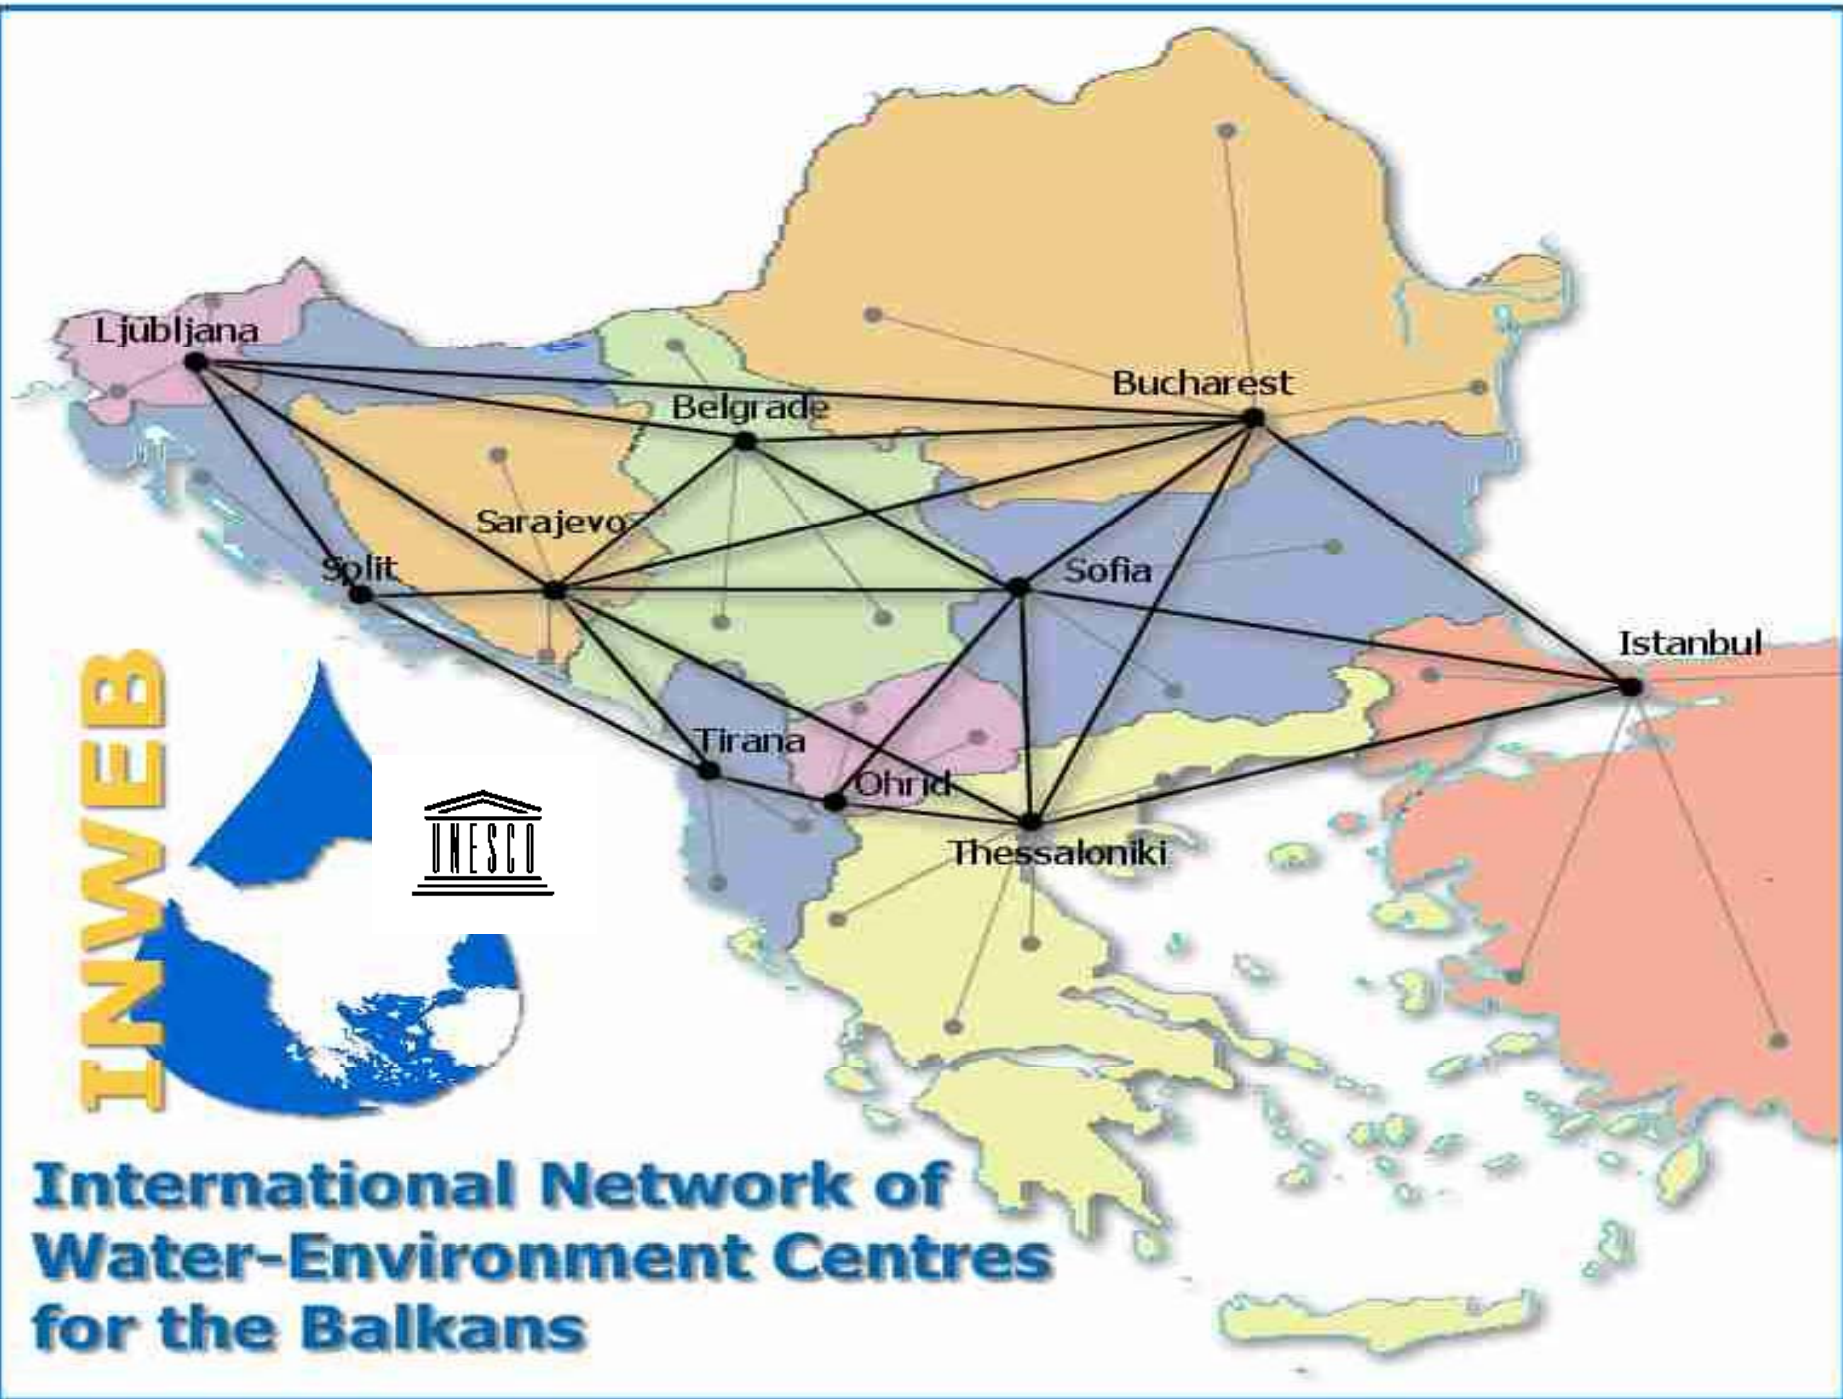 Ljubljana
Bucharest
Belgrade
Sarajevo
Split
Sofia
Istanbul
Tirana
Ohrid
Thessaloniki
INWEB
UNESCO
International Network of
Water-Environment Centres
for the Balkans